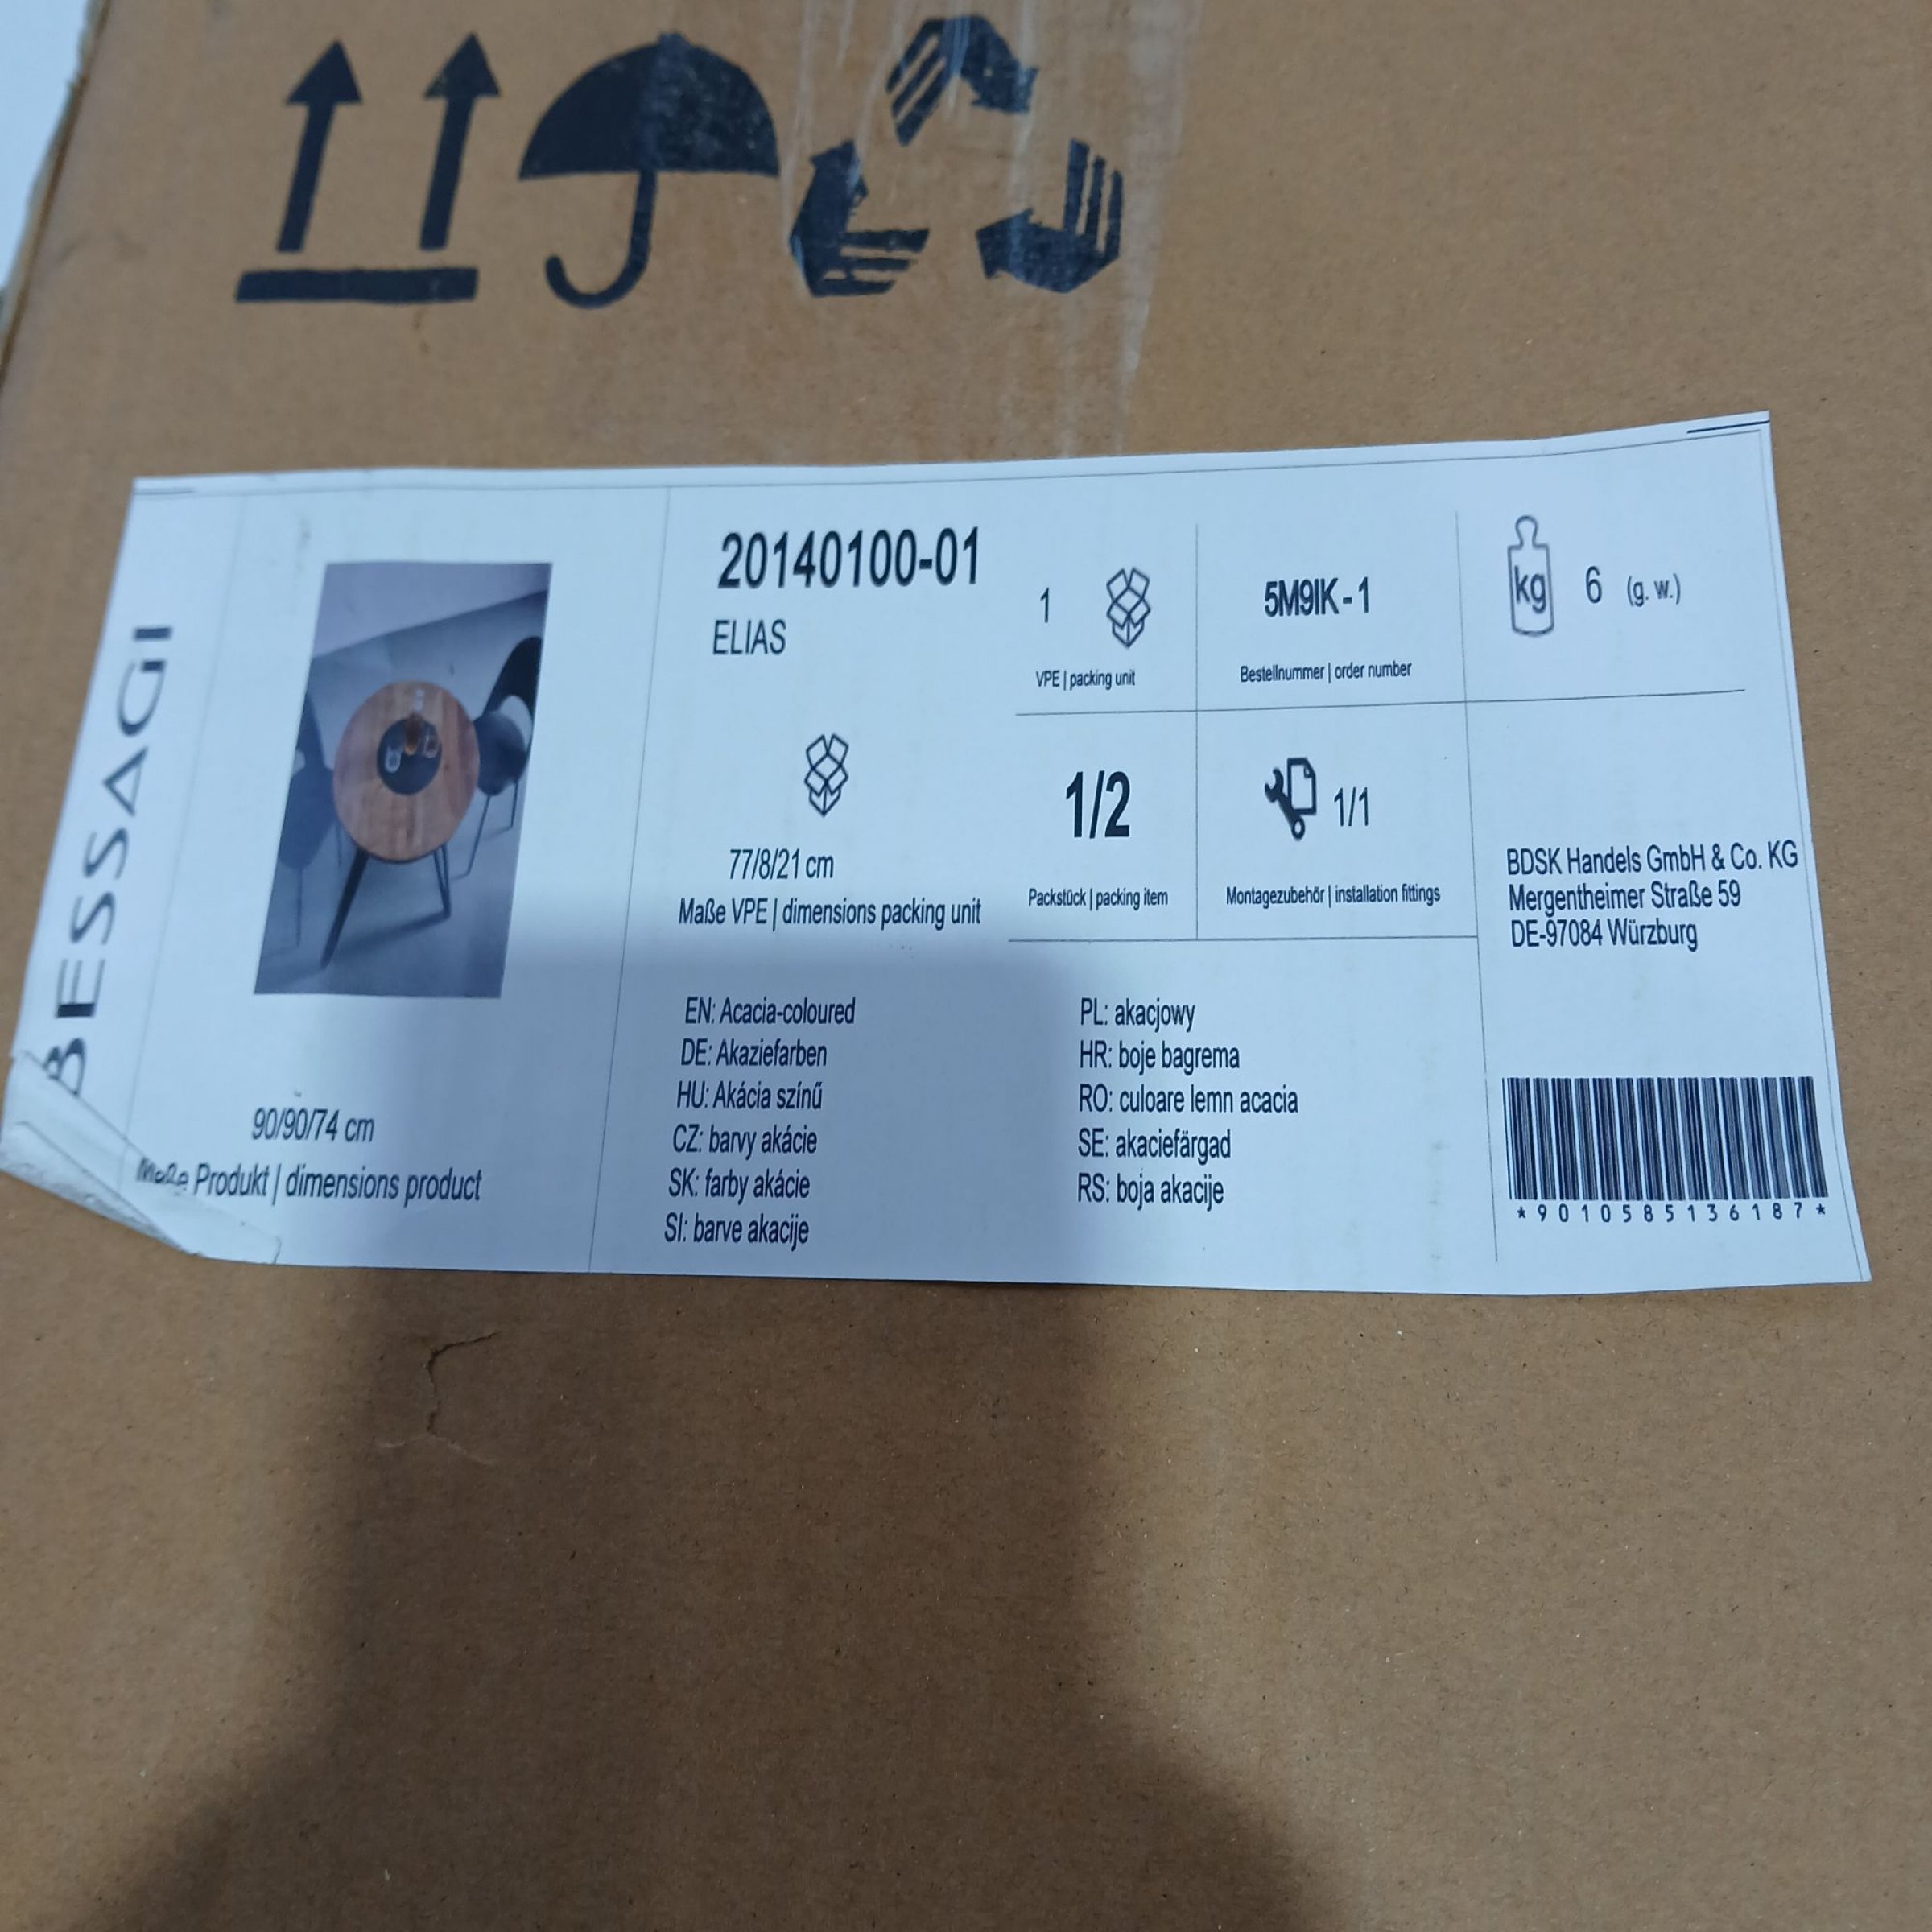 BESSAGI
90/90/74 cm
Maße Produkt | dimensions product
20140100-01
ELIAS
77/8/21 cm
Maße VPE | dimensions packing unit
1
VPE | packing unit
5M9IK - 1
Bestellnummer | order number
kg 6 (g. w.)
1/2
Packstück | packing item
1/1
Montagezubehör | installation fittings
BDSK Handels GmbH & Co. KG
Mergentheimer Straße 59
DE-97084 Würzburg
EN: Acacia-coloured
DE: Akaziefarben
HU: Akácia színű
CZ: barvy akácie
SK: farby akácie
SI: barve akacije
PL: akacjowy
HR: boje bagrema
RO: culoare lemn acacia
SE: akaciefärgad
RS: boja akacije
*9010585136187*